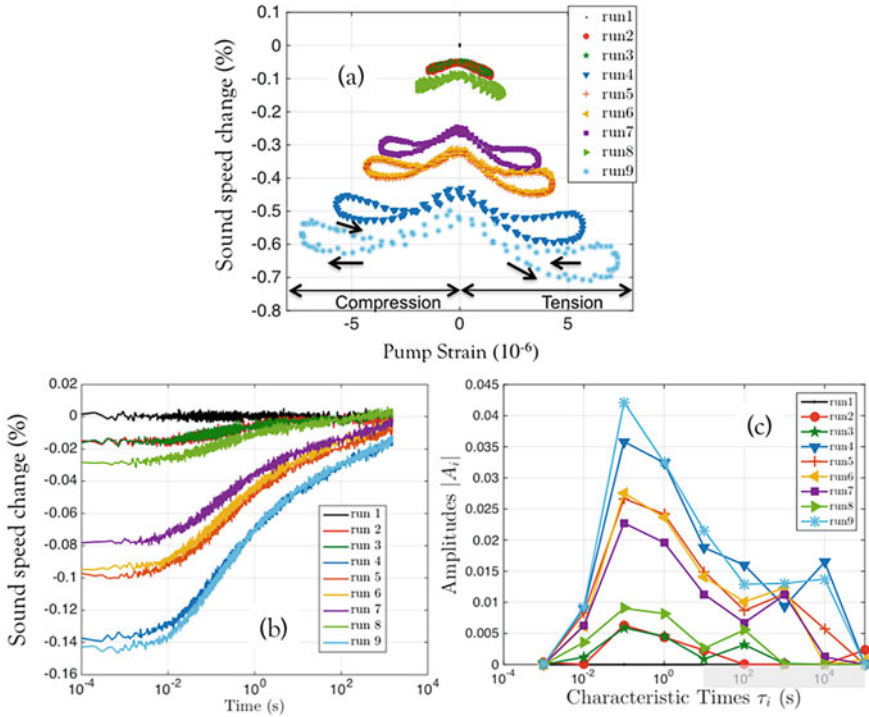 0.1
0
-0.1
-0.2
-0.3
-0.4
-0.5
-0.6
-0.7
-0.8
Sound speed change (%)
(a)
run1
run2
run3
run4
run5
run6
run7
run8
run9
Compression
Tension
-5
0
5
Pump Strain (10⁻⁶)
0.02
0
-0.02
-0.04
-0.06
-0.08
-0.1
-0.12
-0.14
-0.16
Sound speed change (%)
run 1
run 2
run 3
run 4
run 5
run 6
run 7
run 8
run 9
(b)
10⁻⁴
10⁻²
10⁰
10²
10⁴
Time (s)
0.045
0.04
0.035
0.03
0.025
0.02
0.015
0.01
0.005
0
Amplitudes |Aᵢ|
(c)
run1
run2
run3
run4
run5
run6
run7
run8
run9
10⁻⁴
10⁻²
10⁰
10²
10⁴
Characteristic Times τᵢ (s)